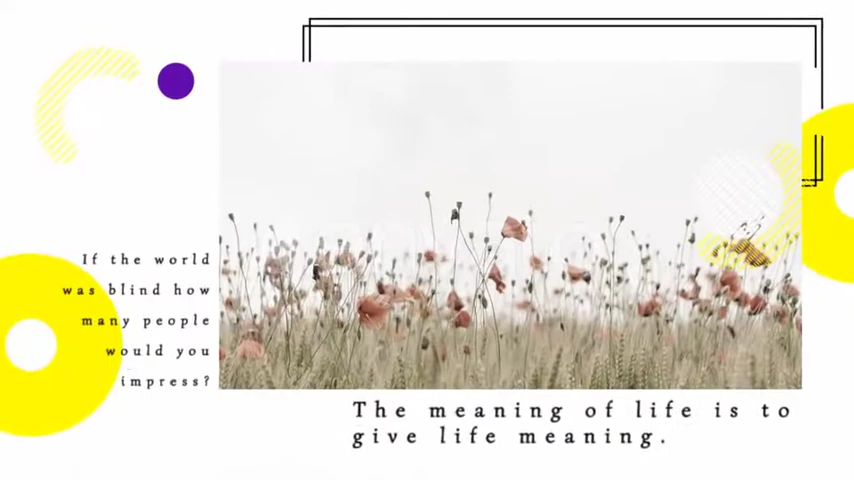 If the world
was blind how
many people
would you
impress?
The meaning of life is to
give life meaning.